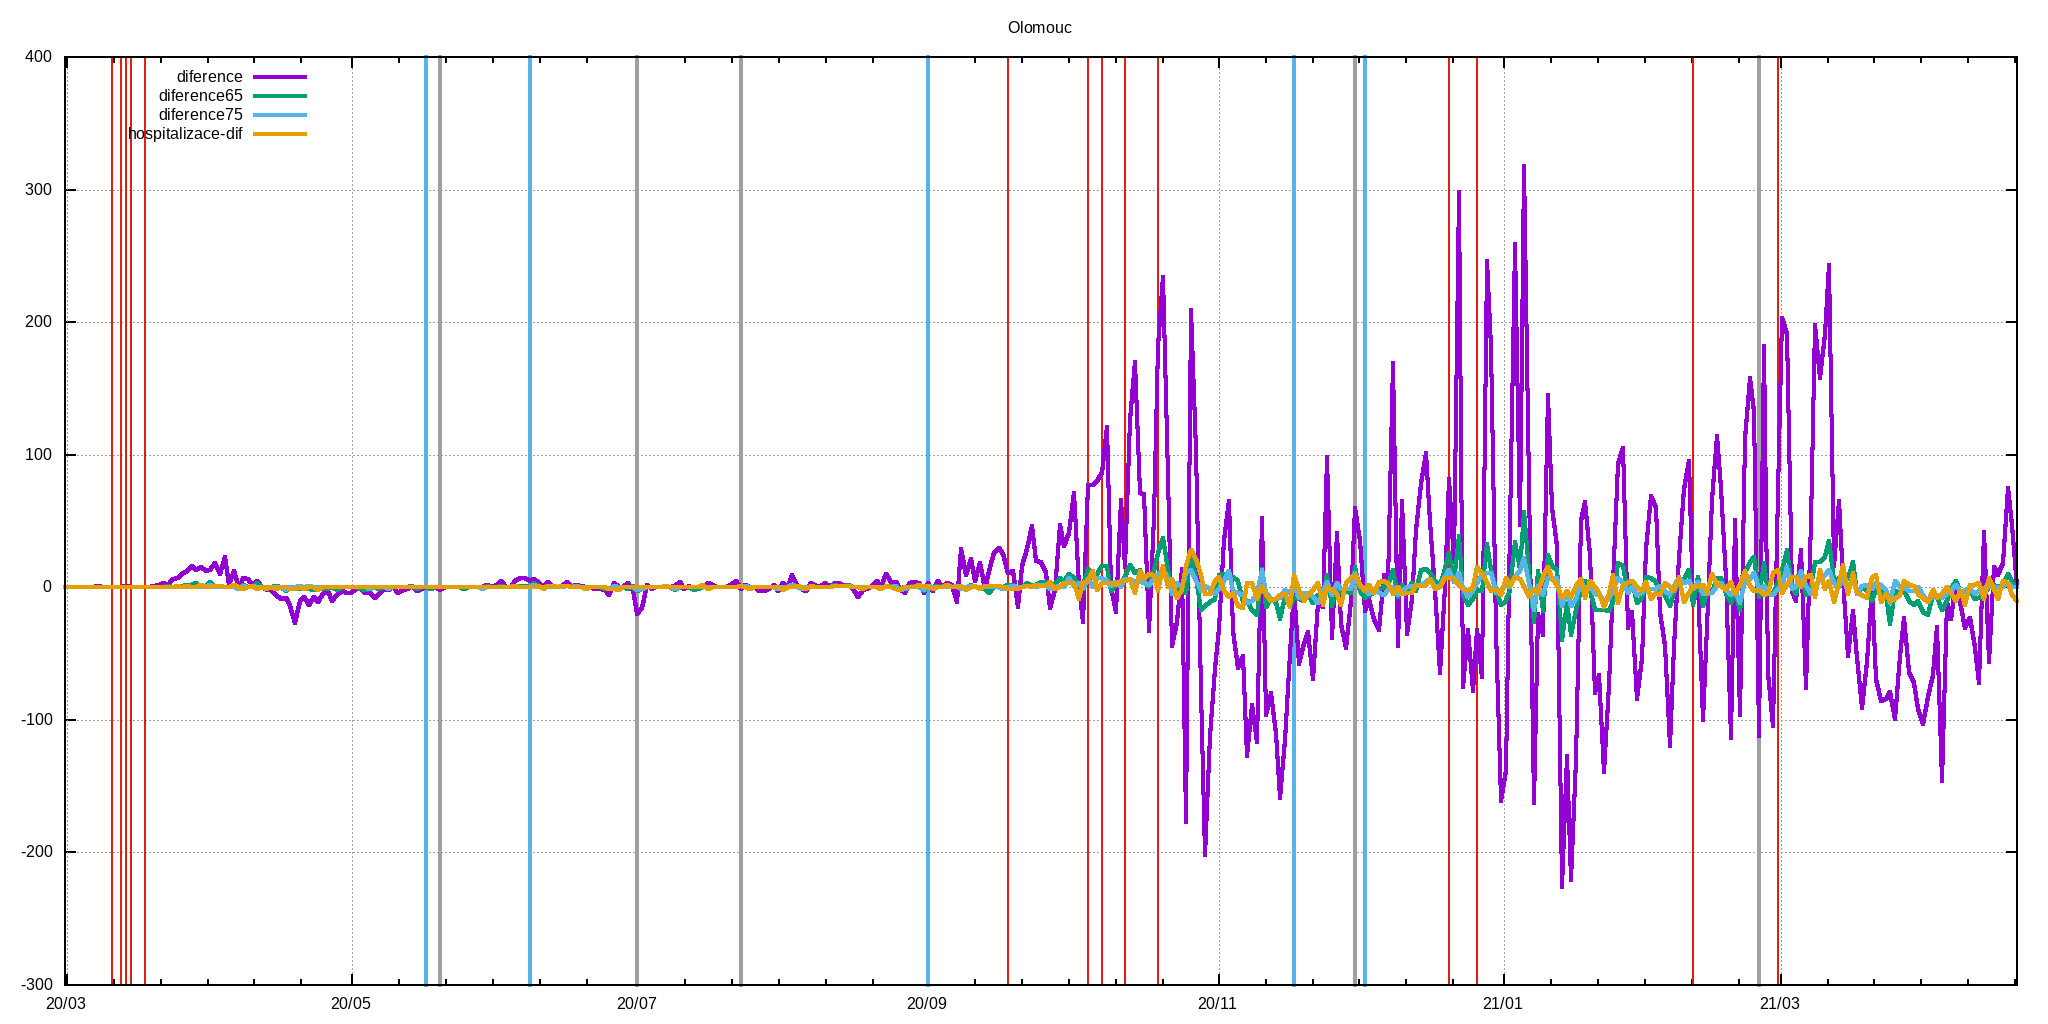 Olomouc
400
300
200
100
0
-100
-200
-300
diference
diference65
diference75
hospitalizace-dif
20/03 20/05 20/07 20/09 20/11 21/01 21/03